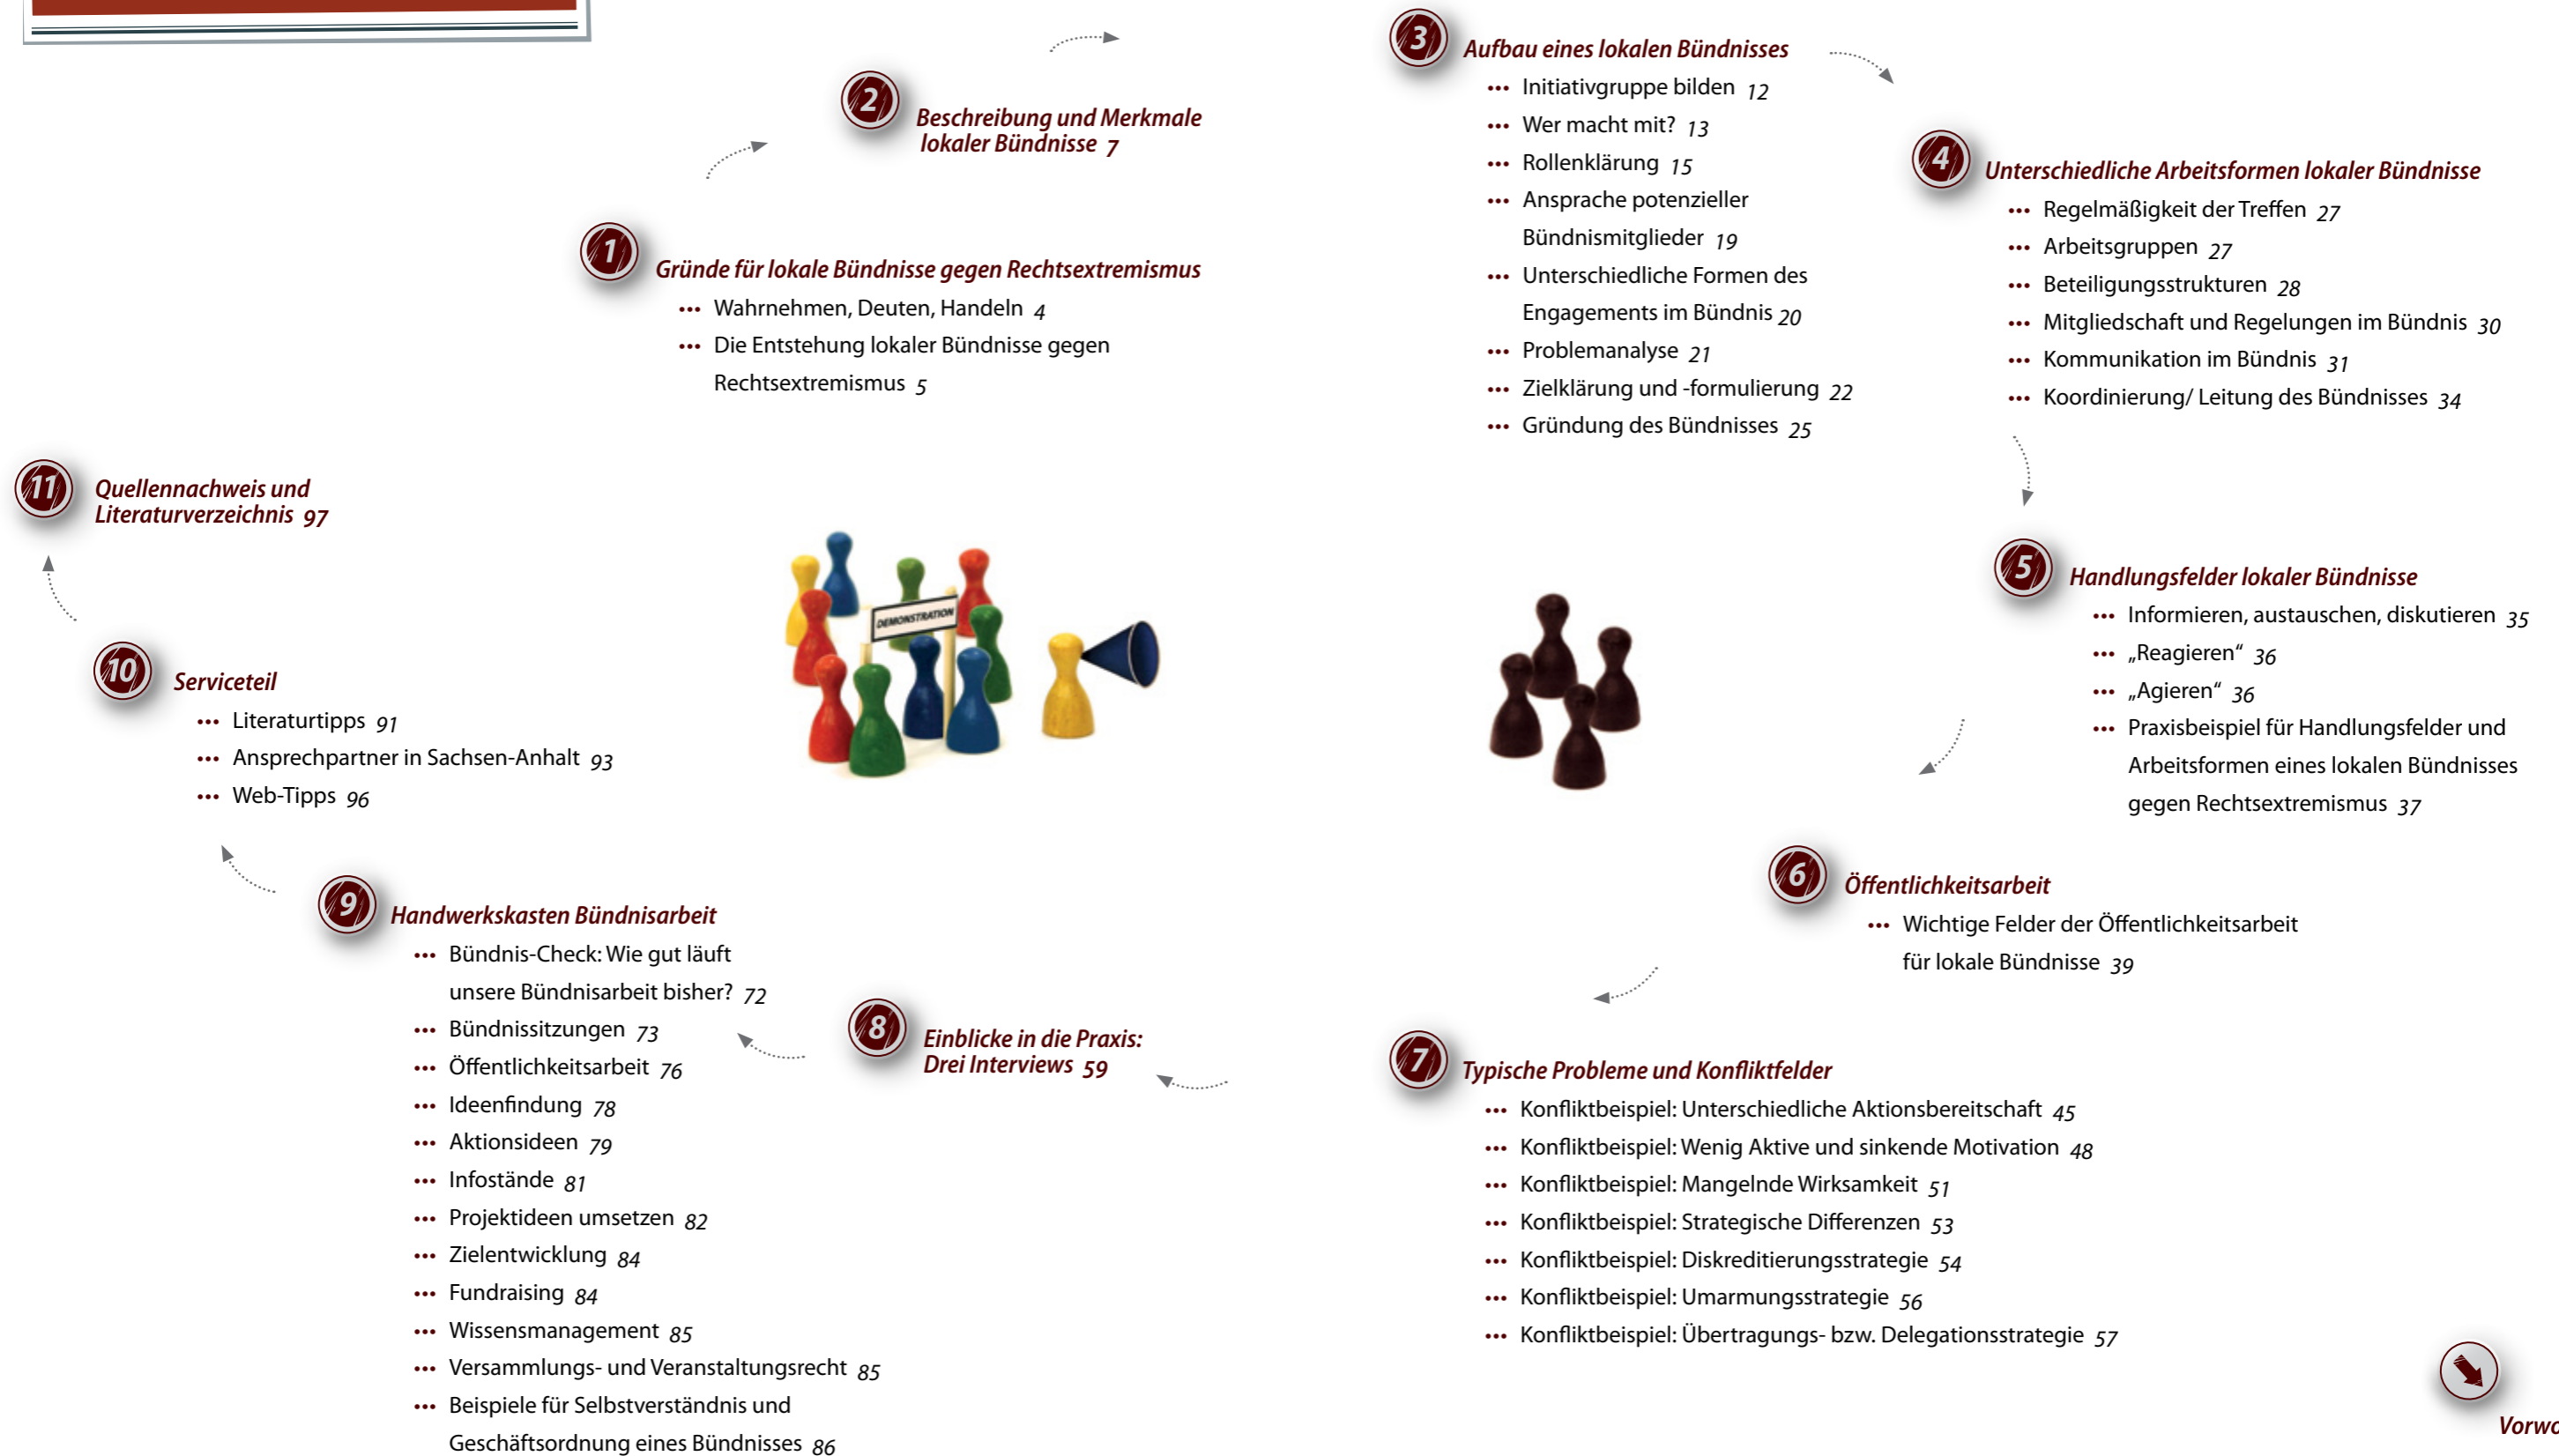 1
Gründe für lokale Bündnisse gegen Rechtsextremismus
••• Wahrnehmen, Deuten, Handeln 4
••• Die Entstehung lokaler Bündnisse gegen
Rechtsextremismus 5
2
Beschreibung und Merkmale
lokaler Bündnisse 7
3
Aufbau eines lokalen Bündnisses
••• Initiativgruppe bilden 12
••• Wer macht mit? 13
••• Rollenklärung 15
••• Ansprache potenzieller
Bündnismitglieder 19
••• Unterschiedliche Formen des
Engagements im Bündnis 20
••• Problemanalyse 21
••• Zielklärung und -formulierung 22
••• Gründung des Bündnisses 25
4
Unterschiedliche Arbeitsformen lokaler Bündnisse
••• Regelmäßigkeit der Treffen 27
••• Arbeitsgruppen 27
••• Beteiligungsstrukturen 28
••• Mitgliedschaft und Regelungen im Bündnis 30
••• Kommunikation im Bündnis 31
••• Koordinierung/ Leitung des Bündnisses 34
5
Handlungsfelder lokaler Bündnisse
••• Informieren, austauschen, diskutieren 35
••• „Reagieren“ 36
••• „Agieren“ 36
••• Praxisbeispiel für Handlungsfelder und
Arbeitsformen eines lokalen Bündnisses
gegen Rechtsextremismus 37
6
Öffentlichkeitsarbeit
••• Wichtige Felder der Öffentlichkeitsarbeit
für lokale Bündnisse 39
7
Typische Probleme und Konfliktfelder
••• Konfliktbeispiel: Unterschiedliche Aktionsbereitschaft 45
••• Konfliktbeispiel: Wenig Aktive und sinkende Motivation 48
••• Konfliktbeispiel: Mangelnde Wirksamkeit 51
••• Konfliktbeispiel: Strategische Differenzen 53
••• Konfliktbeispiel: Diskreditierungsstrategie 54
••• Konfliktbeispiel: Umarmungsstrategie 56
••• Konfliktbeispiel: Übertragungs- bzw. Delegationsstrategie 57
8
Einblicke in die Praxis:
Drei Interviews 59
9
Handwerkskasten Bündnisarbeit
••• Bündnis-Check: Wie gut läuft
unsere Bündnisarbeit bisher? 72
••• Bündnissitzungen 73
••• Öffentlichkeitsarbeit 76
••• Ideenfindung 78
••• Aktionsideen 79
••• Infostände 81
••• Projektideen umsetzen 82
••• Zielentwicklung 84
••• Fundraising 84
••• Wissensmanagement 85
••• Versammlungs- und Veranstaltungsrecht 85
••• Beispiele für Selbstverständnis und
Geschäftsordnung eines Bündnisses 86
10
Serviceteil
••• Literaturtipps 91
••• Ansprechpartner in Sachsen-Anhalt 93
••• Web-Tipps 96
11
Quellennachweis und
Literaturverzeichnis 97
DEMONSTRATION